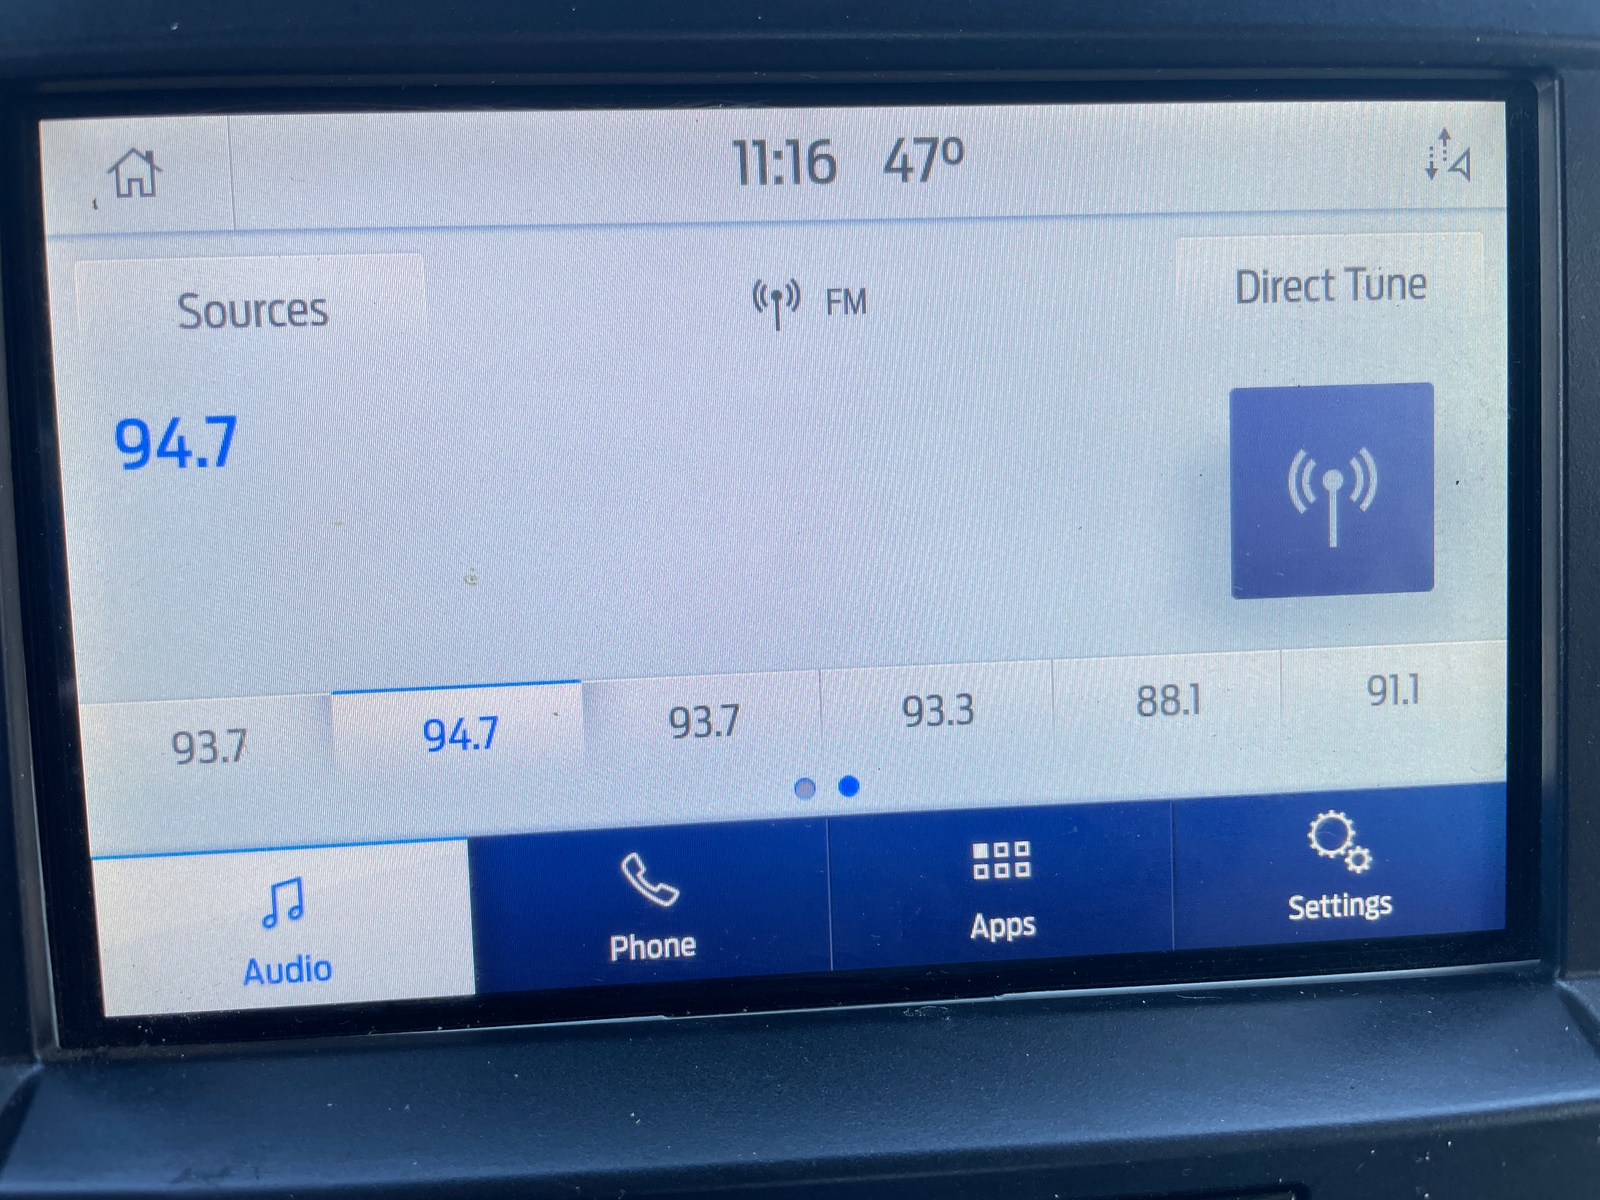 11:16 47º
Sources
FM
Direct Tune
94.7
93.7
94.7
93.7
93.3
88.1
91.1
Audio
Phone
Apps
Settings